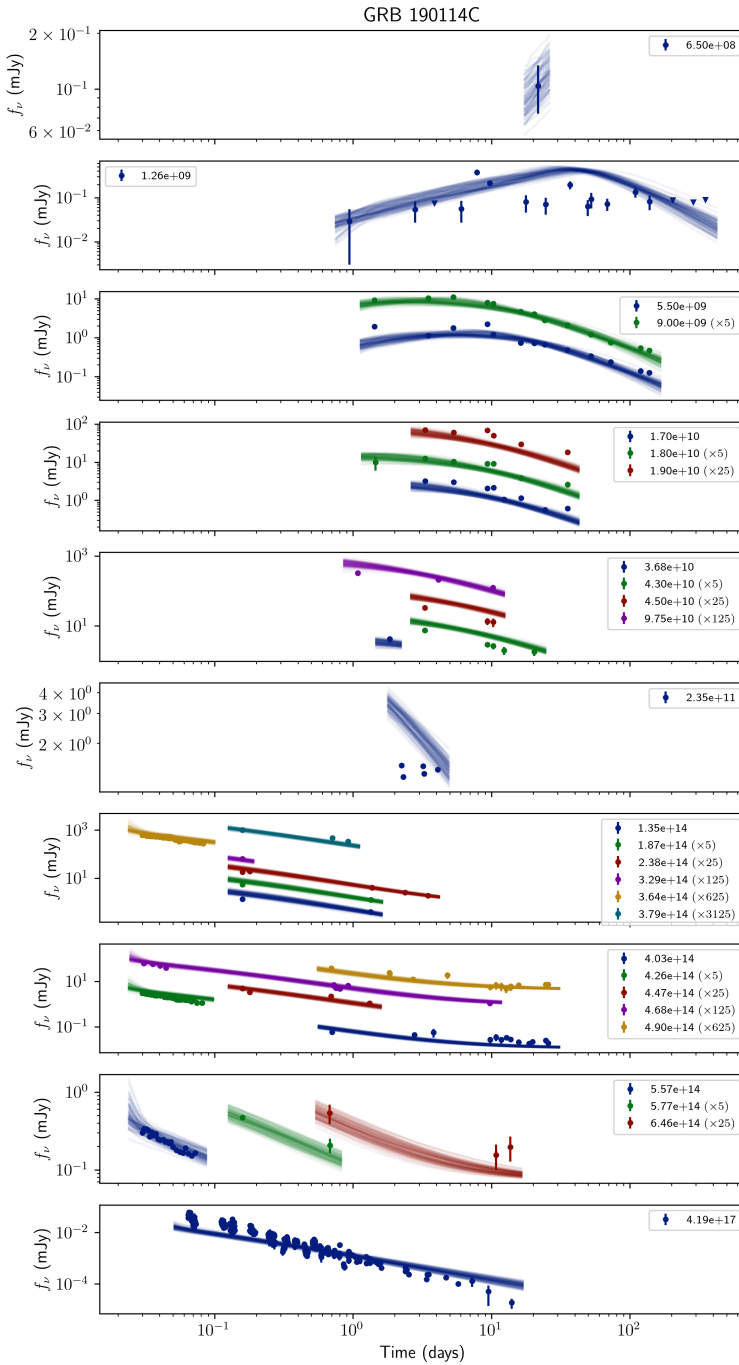 GRB 190114C
2 × 10⁻¹
10⁻¹
6 × 10⁻²
fν (mJy)
6.50e+08
10⁻¹
10⁻²
fν (mJy)
1.26e+09
10¹
10⁰
10⁻¹
fν (mJy)
5.50e+09
9.00e+09 (×5)
10²
10¹
10⁰
fν (mJy)
1.70e+10
1.80e+10 (×5)
1.90e+10 (×25)
10³
10¹
fν (mJy)
3.68e+10
4.30e+10 (×5)
4.50e+10 (×25)
9.75e+10 (×125)
4 × 10⁰
3 × 10⁰
2 × 10⁰
fν (mJy)
2.35e+11
10³
10¹
fν (mJy)
1.35e+14
1.87e+14 (×5)
2.38e+14 (×25)
3.29e+14 (×125)
3.64e+14 (×625)
3.79e+14 (×3125)
10¹
10⁻¹
fν (mJy)
4.03e+14
4.26e+14 (×5)
4.47e+14 (×25)
4.68e+14 (×125)
4.90e+14 (×625)
10⁰
10⁻¹
fν (mJy)
5.57e+14
5.77e+14 (×5)
6.46e+14 (×25)
10⁻²
10⁻⁴
fν (mJy)
4.19e+17
10⁻¹ 10⁰ 10¹ 10²
Time (days)